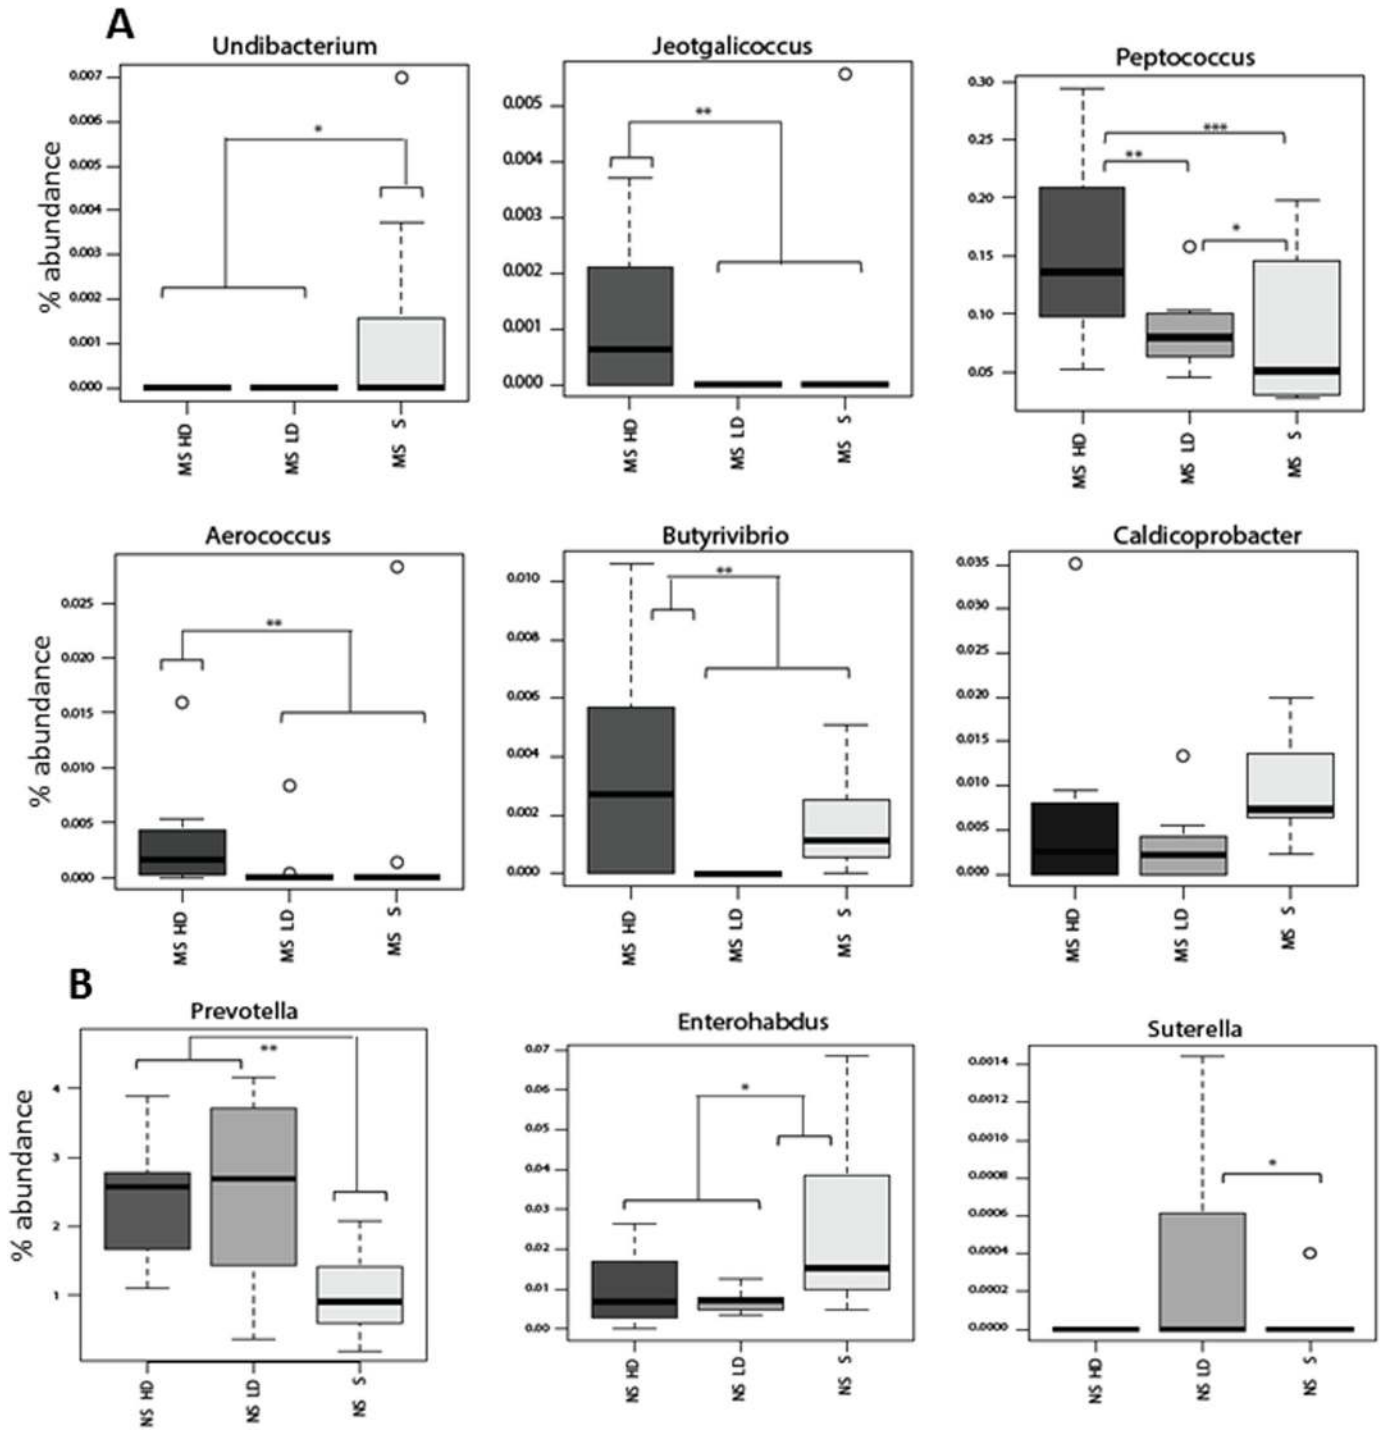 A
Undibacterium
% abundance
0.007
0.006
0.005
0.004
0.003
0.002
0.001
0.000
*
MS HD
MS LD
MS S
Jeotgalicoccus
0.005
0.004
0.003
0.002
0.001
0.000
**
MS HD
MS LD
MS S
Peptococcus
0.30
0.25
0.20
0.15
0.10
0.05
***
**
*
MS HD
MS LD
MS S
Aerococcus
% abundance
0.025
0.020
0.015
0.010
0.005
0.000
**
MS HD
MS LD
MS S
Butyrivibrio
0.010
0.008
0.006
0.004
0.002
0.000
**
MS HD
MS LD
MS S
Caldicoprobacter
0.035
0.030
0.025
0.020
0.015
0.010
0.005
0.000
MS HD
MS LD
MS S
B
Prevotella
% abundance
4
3
2
1
**
NS HD
NS LD
NS S
Enterohabdus
0.07
0.06
0.05
0.04
0.03
0.02
0.01
0.00
*
NS HD
NS LD
NS S
Suterella
0.0014
0.0012
0.0010
0.0008
0.0006
0.0004
0.0002
0.0000
*
NS HD
NS LD
NS S